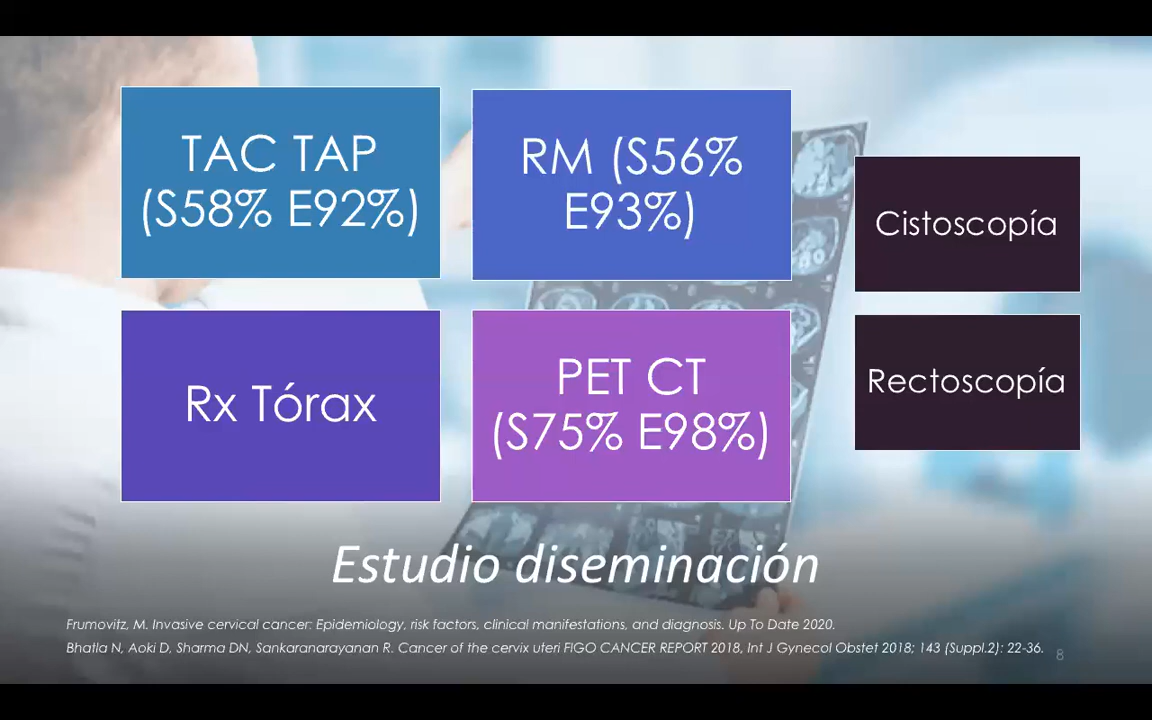 TAC TAP
(S58% E92%)
RM (S56%
E93%)
Cistoscopía
Rx Tórax
PET CT
(S75% E98%)
Rectoscopía
Estudio diseminación
Frumovitz, M. Invasive cervical cancer: Epidemiology, risk factors, clinical manifestations, and diagnosis. Up To Date 2020.
Bhatla N, Aoki D, Sharma DN, Sankaranarayanan R. Cancer of the cervix uteri FIGO CANCER REPORT 2018, Int J Gynecol Obstet 2018; 143 (Suppl.2): 22-36.
8